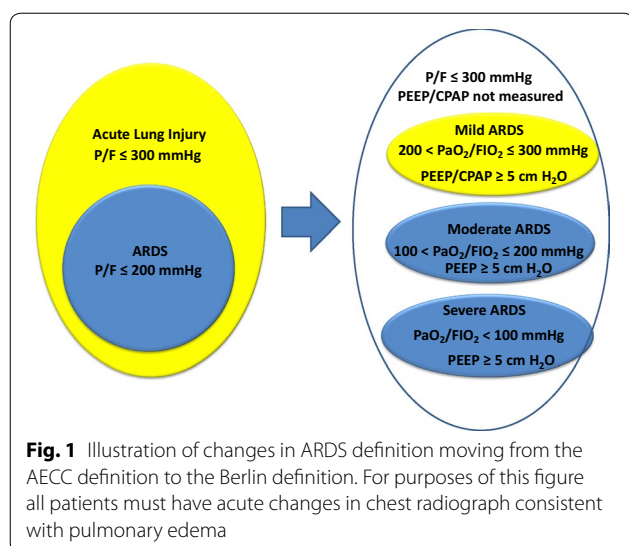 Acute Lung Injury
P/F ≤ 300 mmHg
ARDS
P/F ≤ 200 mmHg
P/F ≤ 300 mmHg
PEEP/CPAP not measured
Mild ARDS
200 < PaO₂/FIO₂ ≤ 300 mmHg
PEEP/CPAP ≥ 5 cm H₂O
Moderate ARDS
100 < PaO₂/FIO₂ ≤ 200 mmHg
PEEP ≥ 5 cm H₂O
Severe ARDS
PaO₂/FIO₂ < 100 mmHg
PEEP ≥ 5 cm H₂O
Fig. 1 Illustration of changes in ARDS definition moving from the
AECC definition to the Berlin definition. For purposes of this figure
all patients must have acute changes in chest radiograph consistent
with pulmonary edema